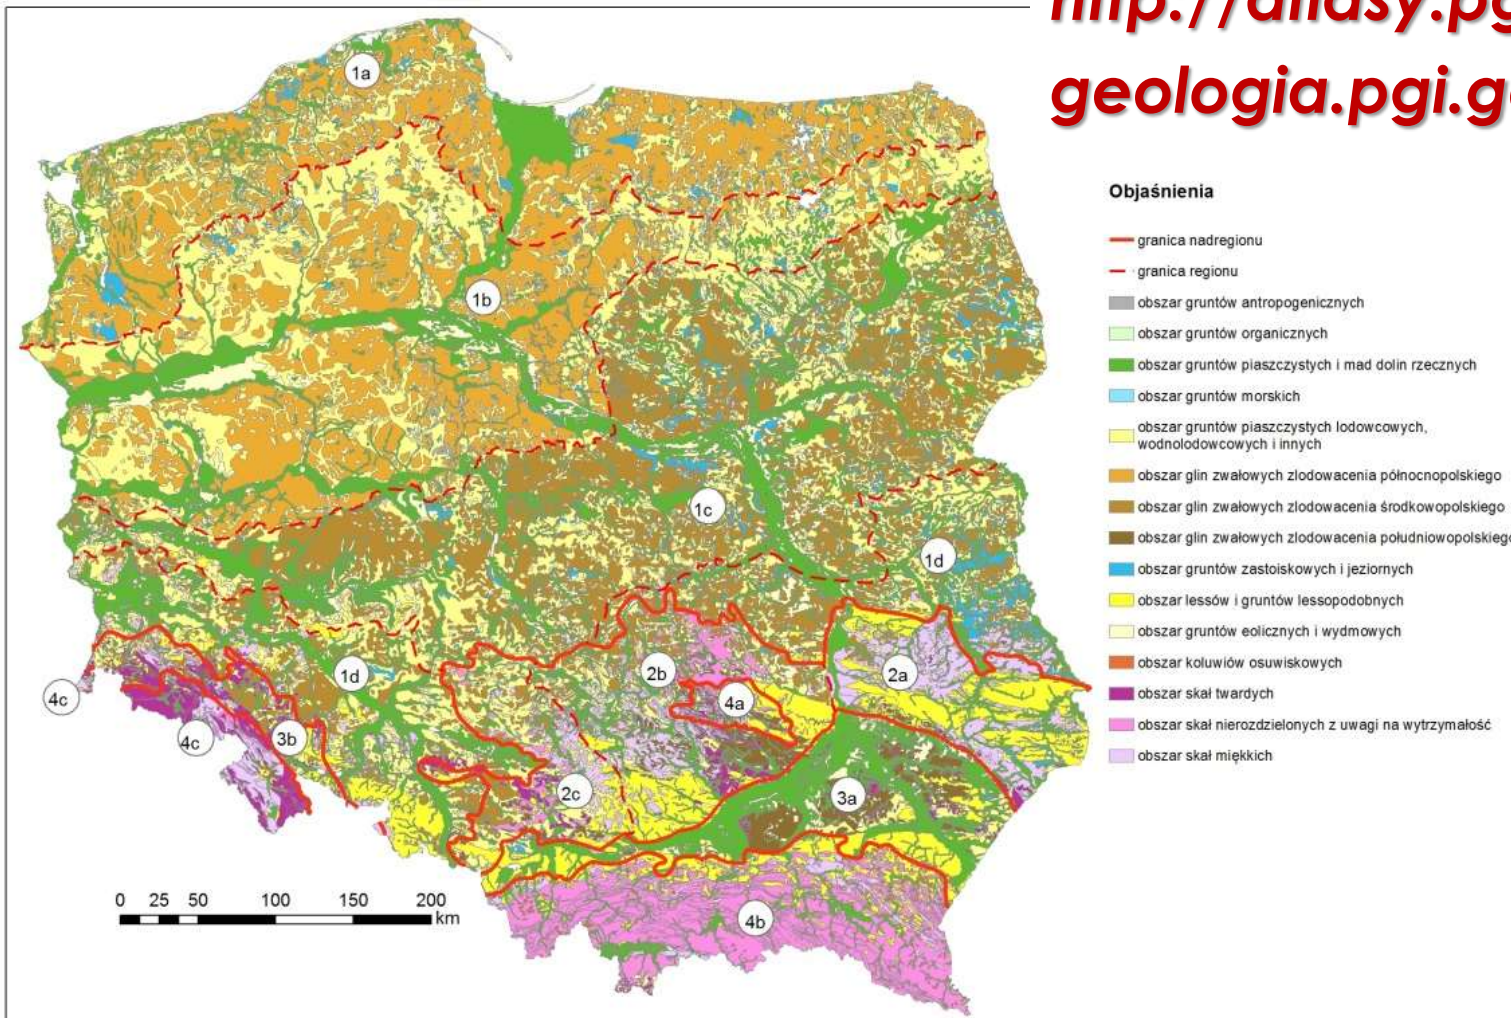 geologia.pgi.g
1a
1b
1c
1d
2b
2a
4a
1d
4c
4c
3b
2c
3a
4b
0 25 50 100 150 200
km
Objaśnienia
granica nadregionu
granica regionu
obszar gruntów antropogenicznych
obszar gruntów organicznych
obszar gruntów piaszczystych i mad dolin rzecznych
obszar gruntów morskich
obszar gruntów piaszczystych lodowcowych,
wodnolodowcowych i innych
obszar glin zwałowych zlodowacenia północnopolskiego
obszar glin zwałowych zlodowacenia środkowopolskiego
obszar glin zwałowych zlodowacenia południowopolskiego
obszar gruntów zastoiskowych i jeziornych
obszar lessów i gruntów lessopodobnych
obszar gruntów eolicznych i wydmowych
obszar koluwiów osuwiskowych
obszar skał twardych
obszar skał nierozdzielonych z uwagi na wytrzymałość
obszar skał miękkich